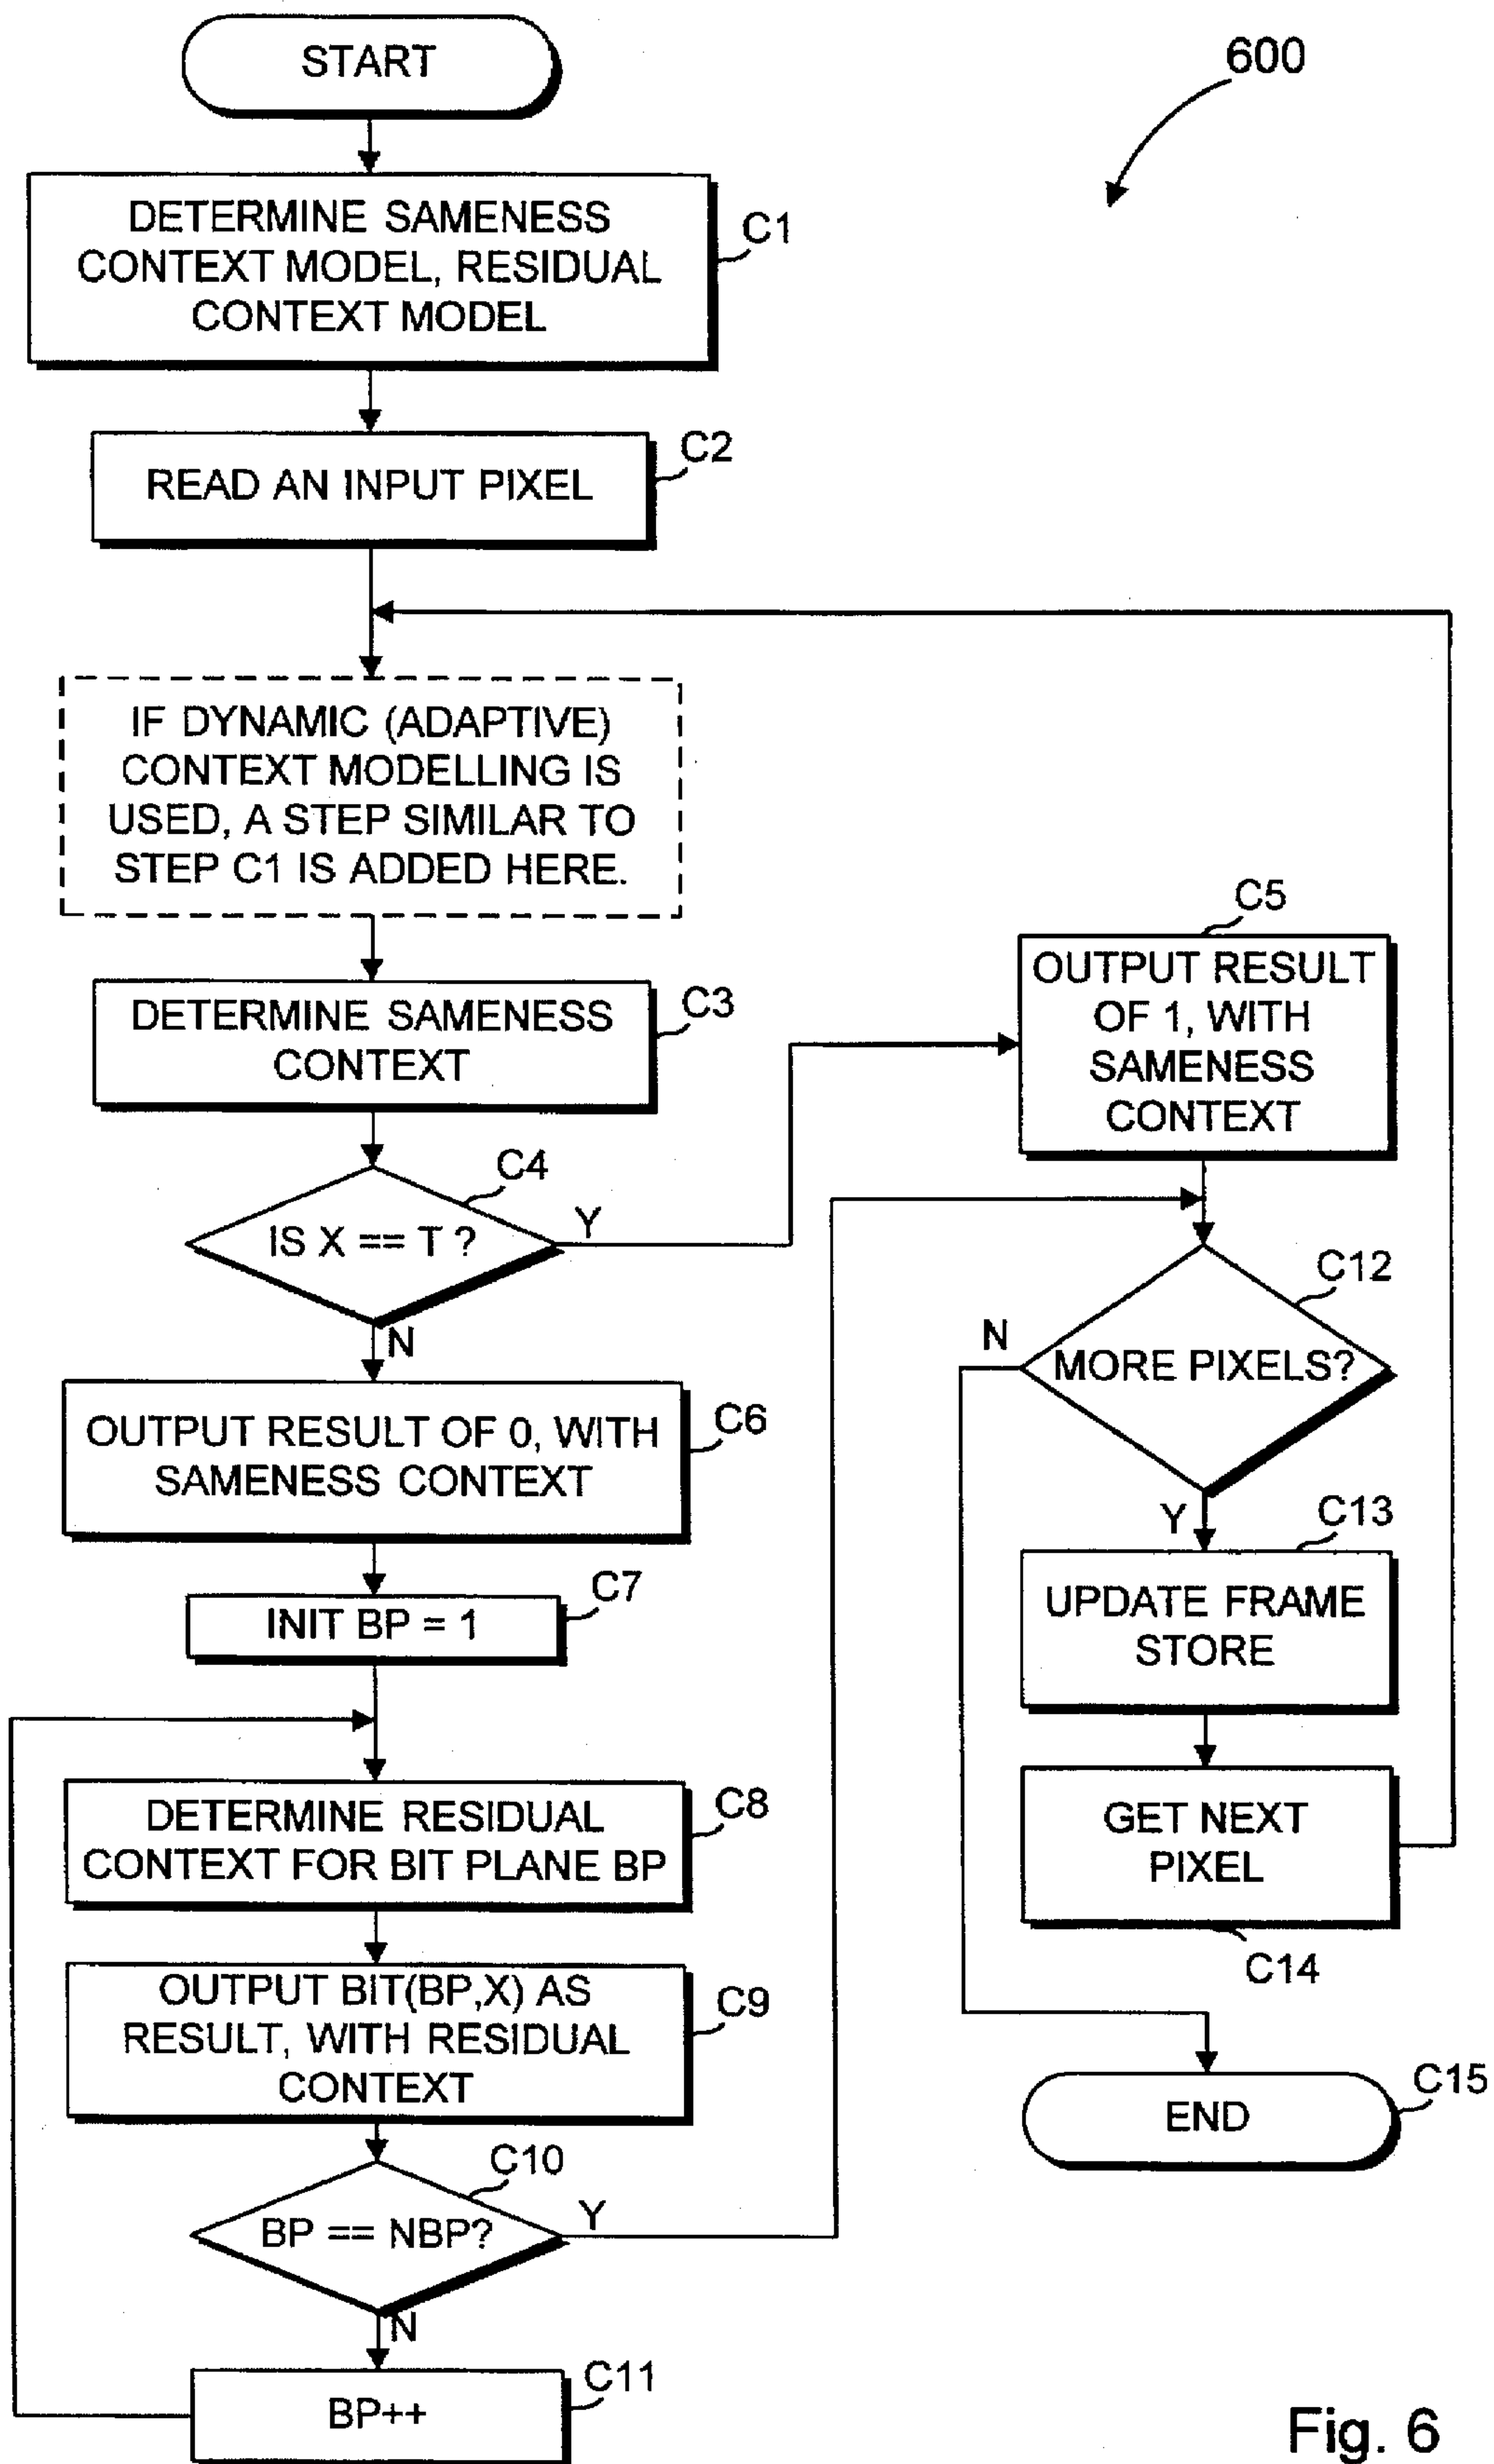 START
600
DETERMINE SAMENESS
CONTEXT MODEL, RESIDUAL
CONTEXT MODEL
C1
READ AN INPUT PIXEL
C2
IF DYNAMIC (ADAPTIVE)
CONTEXT MODELLING IS
USED, A STEP SIMILAR TO
STEP C1 IS ADDED HERE.
DETERMINE SAMENESS
CONTEXT
C3
IS X == T ?
C4
Y
N
C5
OUTPUT RESULT
OF 1, WITH
SAMENESS
CONTEXT
OUTPUT RESULT OF 0, WITH
SAMENESS CONTEXT
C6
INIT BP = 1
C7
DETERMINE RESIDUAL
CONTEXT FOR BIT PLANE BP
C8
OUTPUT BIT(BP,X) AS
RESULT, WITH RESIDUAL
CONTEXT
C9
BP == NBP?
C10
Y
N
BP++
C11
MORE PIXELS?
C12
N
Y
C13
UPDATE FRAME
STORE
GET NEXT
PIXEL
C14
END
C15
Fig. 6